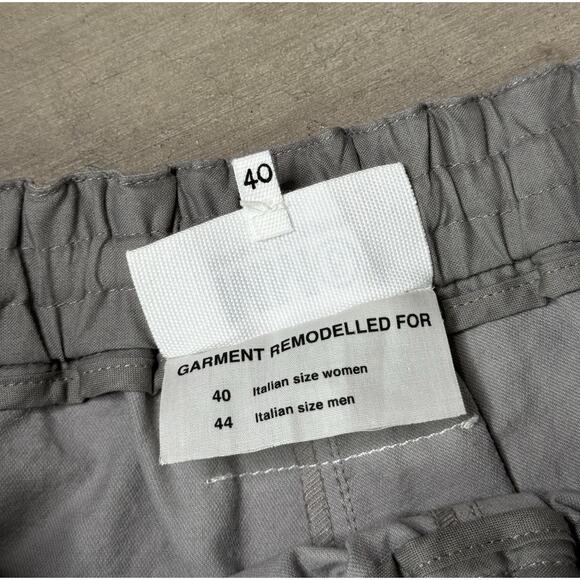 40
GARMENT REMODELLED FOR
40 Italian size women
44 Italian size men